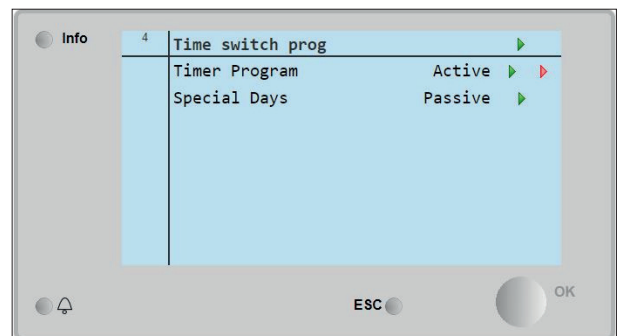 Info
4 Time switch prog
Timer Program Active
Special Days Passive
ESC
OK